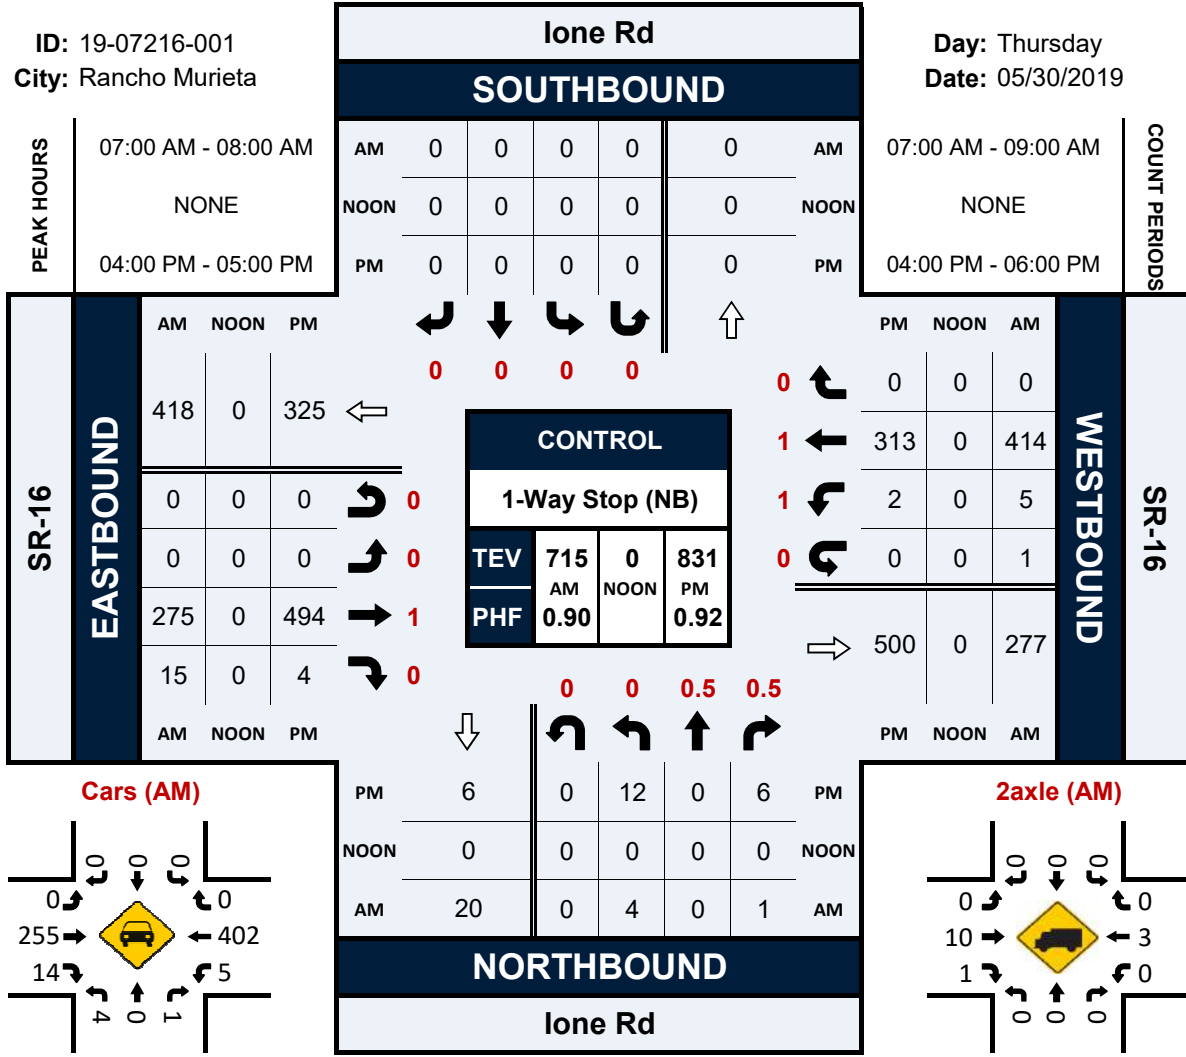 Ione Rd
SOUTHBOUND
ID: 19-07216-001
City: Rancho Murieta
Day: Thursday
Date: 05/30/2019
PEAK HOURS
07:00 AM - 08:00 AM
NONE
04:00 PM - 05:00 PM
AM 0 0 0 0 0 AM
NOON 0 0 0 0 0 NOON
PM 0 0 0 0 0 PM
07:00 AM - 09:00 AM
NONE
04:00 PM - 06:00 PM
COUNT PERIODS
0 0 0 0
SR-16
EASTBOUND
AM NOON PM
418 0 325
0 0 0 0
0 0 0 0
275 0 494 1
15 0 4 0
AM NOON PM
CONTROL
1-Way Stop (NB)
TEV 715 0 831
AM NOON PM
PHF 0.90 0.92
PM NOON AM
0 0 0 0
1 313 0 414
1 2 0 5
0 0 0 1
500 0 277
PM NOON AM
WESTBOUND
SR-16
0 0 0.5 0.5
PM 6 0 12 0 6 PM
NOON 0 0 0 0 0 NOON
AM 20 0 4 0 1 AM
NORTHBOUND
Ione Rd
Cars (AM)
0 0 0
0 0
255 402
14 5
4 0 1
2axle (AM)
0 0 0
0 0
10 3
1 0
0 0 0